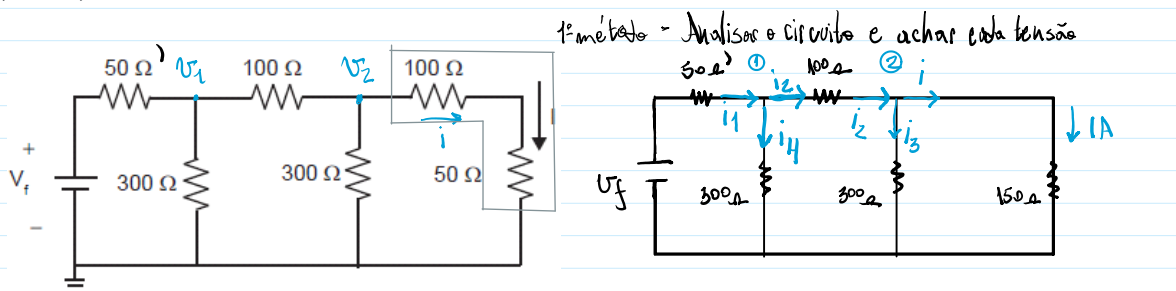 1º método - Analisar o circuito e achar cada tensão
50 Ω
v1
100 Ω
v2
100 Ω
i
300 Ω
300 Ω
50 Ω
+
Vf
−
50Ω
①
i2
100Ω
②
i
i1
i4
i2
i3
1A
Vf
300Ω
300Ω
150Ω